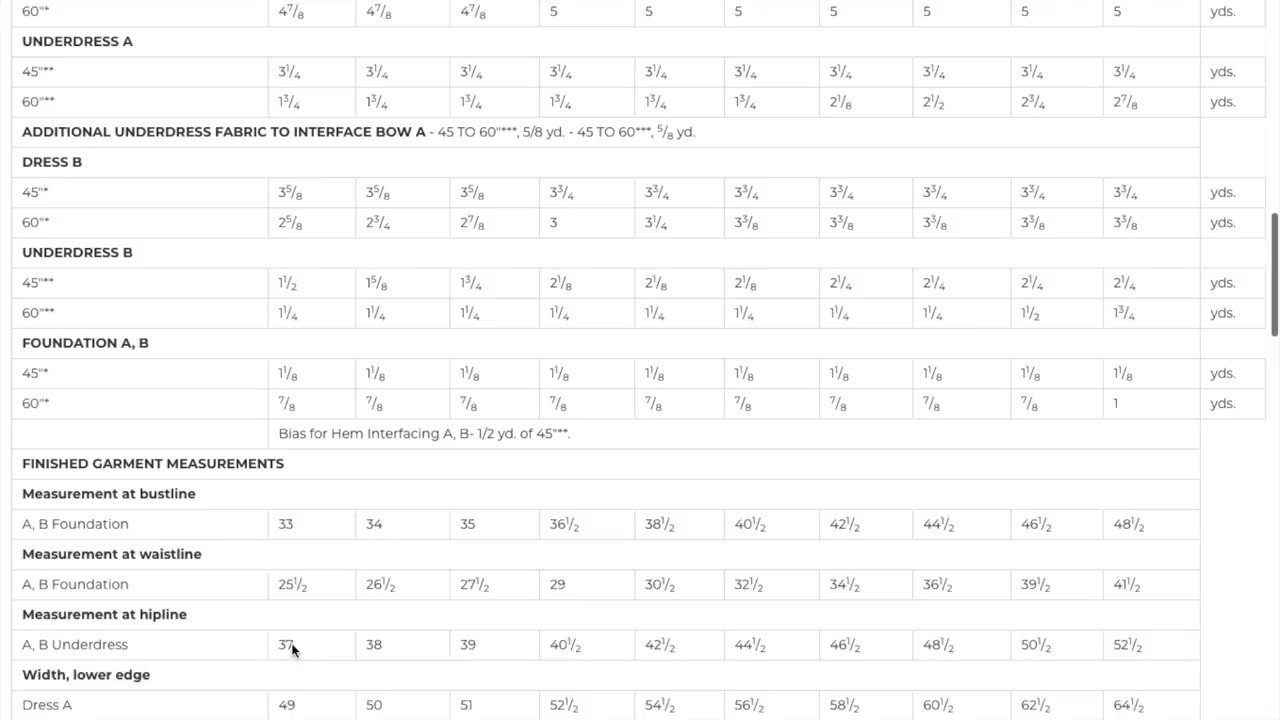 60"* 4⁷/₈ 4⁷/₈ 4⁷/₈ 5 5 5 5 5 5 5 yds.
UNDERDRESS A
45"** 3¹/₄ 3¹/₄ 3¹/₄ 3¹/₄ 3¹/₄ 3¹/₄ 3¹/₄ 3¹/₄ 3¹/₄ 3¹/₄ yds.
60"** 1³/₄ 1³/₄ 1³/₄ 1³/₄ 1³/₄ 1³/₄ 2¹/₈ 2¹/₂ 2³/₄ 2⁷/₈ yds.
ADDITIONAL UNDERDRESS FABRIC TO INTERFACE BOW A - 45 TO 60"***, 5/8 yd. - 45 TO 60***, ⁵/₈ yd.
DRESS B
45"* 3⁵/₈ 3⁵/₈ 3⁵/₈ 3³/₄ 3³/₄ 3³/₄ 3³/₄ 3³/₄ 3³/₄ 3³/₄ yds.
60"* 2⁵/₈ 2³/₄ 2⁷/₈ 3 3¹/₄ 3³/₈ 3³/₈ 3³/₈ 3³/₈ 3³/₈ yds.
UNDERDRESS B
45"** 1¹/₂ 1⁵/₈ 1³/₄ 2¹/₈ 2¹/₈ 2¹/₈ 2¹/₄ 2¹/₄ 2¹/₄ 2¹/₄ yds.
60"** 1¹/₄ 1¹/₄ 1¹/₄ 1¹/₄ 1¹/₄ 1¹/₄ 1¹/₄ 1¹/₄ 1¹/₂ 1³/₄ yds.
FOUNDATION A, B
45"* 1¹/₈ 1¹/₈ 1¹/₈ 1¹/₈ 1¹/₈ 1¹/₈ 1¹/₈ 1¹/₈ 1¹/₈ 1¹/₈ yds.
60"* ⁷/₈ ⁷/₈ ⁷/₈ ⁷/₈ ⁷/₈ ⁷/₈ ⁷/₈ ⁷/₈ ⁷/₈ 1 yds.
Bias for Hem Interfacing A, B- 1/2 yd. of 45"**.
FINISHED GARMENT MEASUREMENTS
Measurement at bustline
A, B Foundation 33 34 35 36¹/₂ 38¹/₂ 40¹/₂ 42¹/₂ 44¹/₂ 46¹/₂ 48¹/₂
Measurement at waistline
A, B Foundation 25¹/₂ 26¹/₂ 27¹/₂ 29 30¹/₂ 32¹/₂ 34¹/₂ 36¹/₂ 39¹/₂ 41¹/₂
Measurement at hipline
A, B Underdress 37 38 39 40¹/₂ 42¹/₂ 44¹/₂ 46¹/₂ 48¹/₂ 50¹/₂ 52¹/₂
Width, lower edge
Dress A 49 50 51 52¹/₂ 54¹/₂ 56¹/₂ 58¹/₂ 60¹/₂ 62¹/₂ 64¹/₂